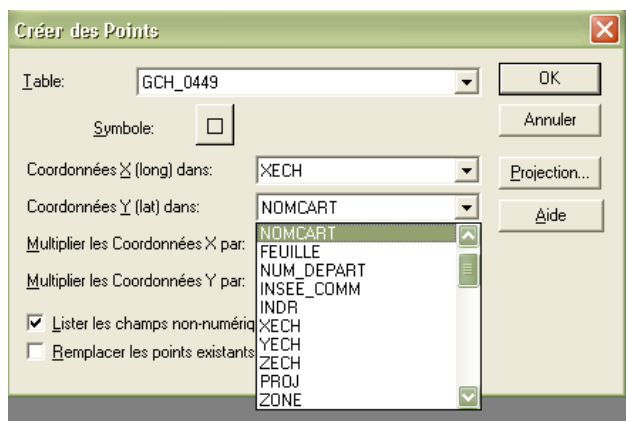 Créer des Points
Table: GCH_0449 OK
Symbole: Annuler
Coordonnées X (long) dans: XECH Projection...
Coordonnées Y (lat) dans: NOMCART Aide
NOMCART
Multiplier les Coordonnées X par: FEUILLE
NUM_DEPART
Multiplier les Coordonnées Y par: INSEE_COMM
INDR
Lister les champs non-numériq XECH
YECH
Remplacer les points existants ZECH
PROJ
ZONE